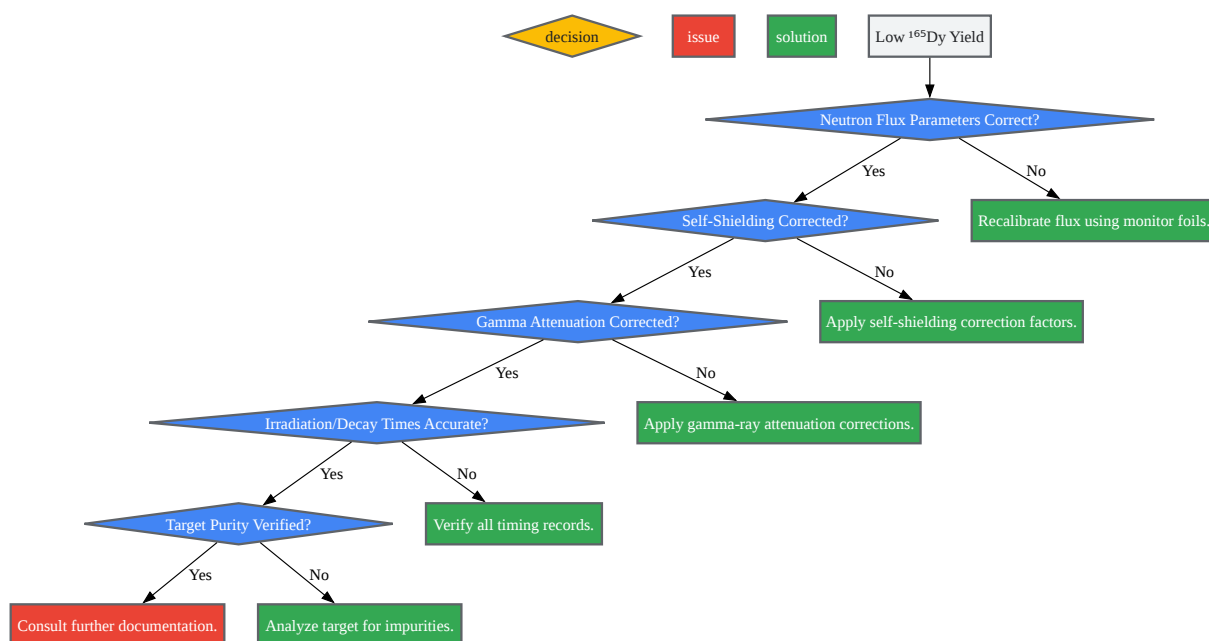 decision
issue
solution
Low ¹⁶⁵Dy Yield
Neutron Flux Parameters Correct?
Yes
No
Self-Shielding Corrected?
Recalibrate flux using monitor foils.
Yes
No
Gamma Attenuation Corrected?
Apply self-shielding correction factors.
Yes
No
Irradiation/Decay Times Accurate?
Apply gamma-ray attenuation corrections.
Yes
No
Target Purity Verified?
Verify all timing records.
Yes
No
Consult further documentation.
Analyze target for impurities.